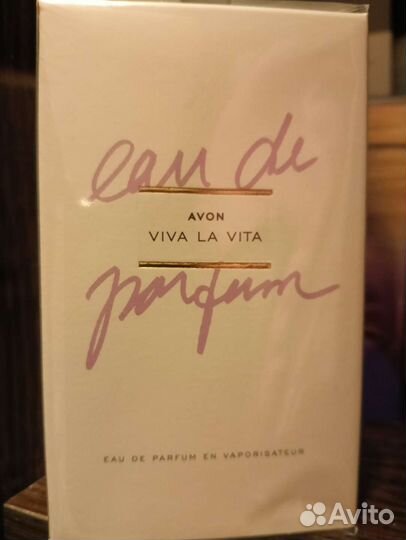 eau de
AVON
VIVA LA VITA
parfum
EAU DE PARFUM EN VAPORISATEUR
Avito